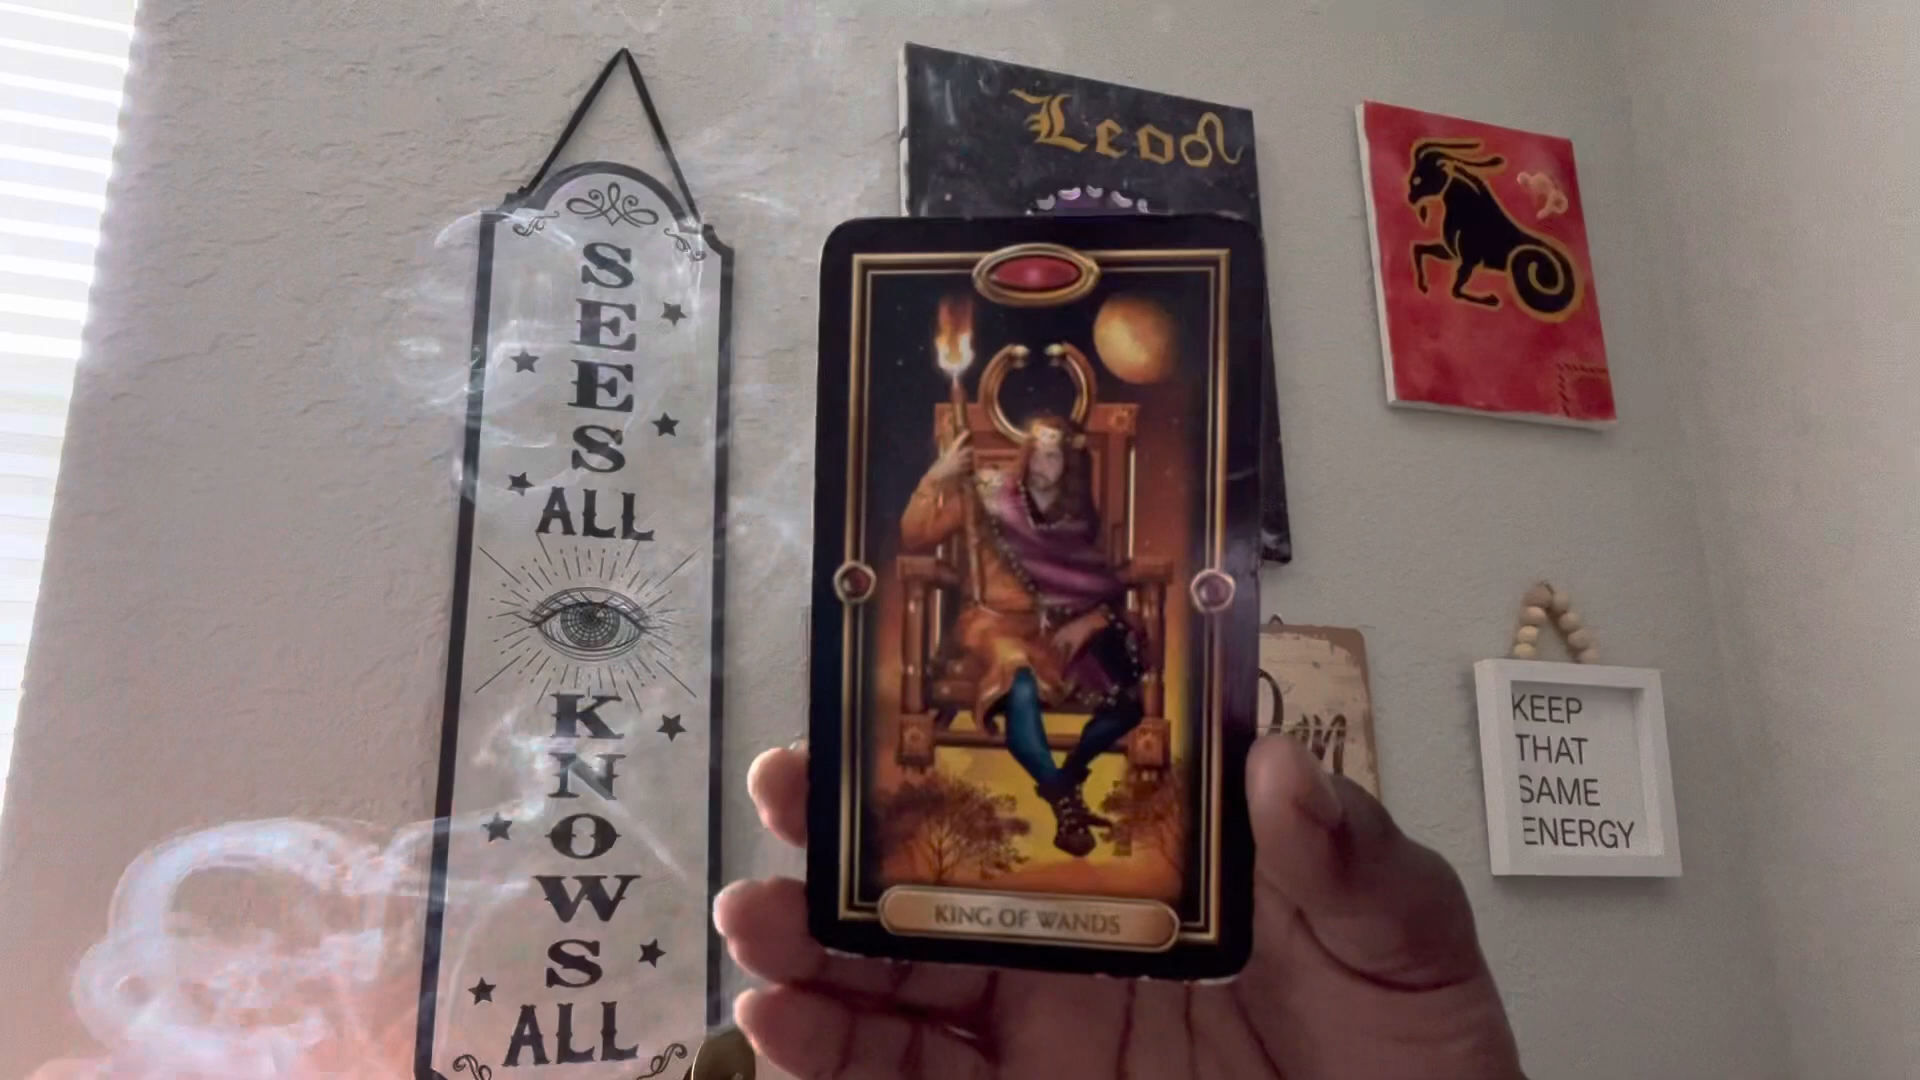 SEES
ALL
KNOWS
ALL
Leo♌
KING OF WANDS
KEEP
THAT
SAME
ENERGY